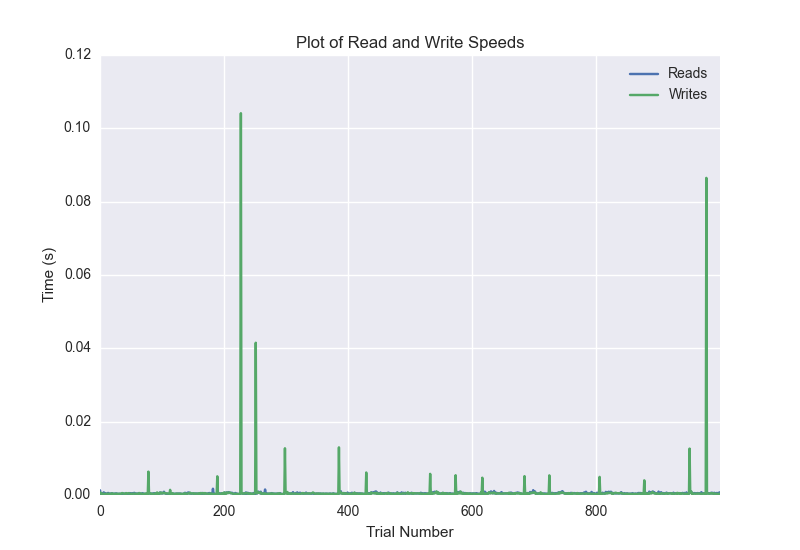 Plot of Read and Write Speeds
0.12
0.10
0.08
0.06
0.04
0.02
0.00
Time (s)
Reads
Writes
0 200 400 600 800
Trial Number